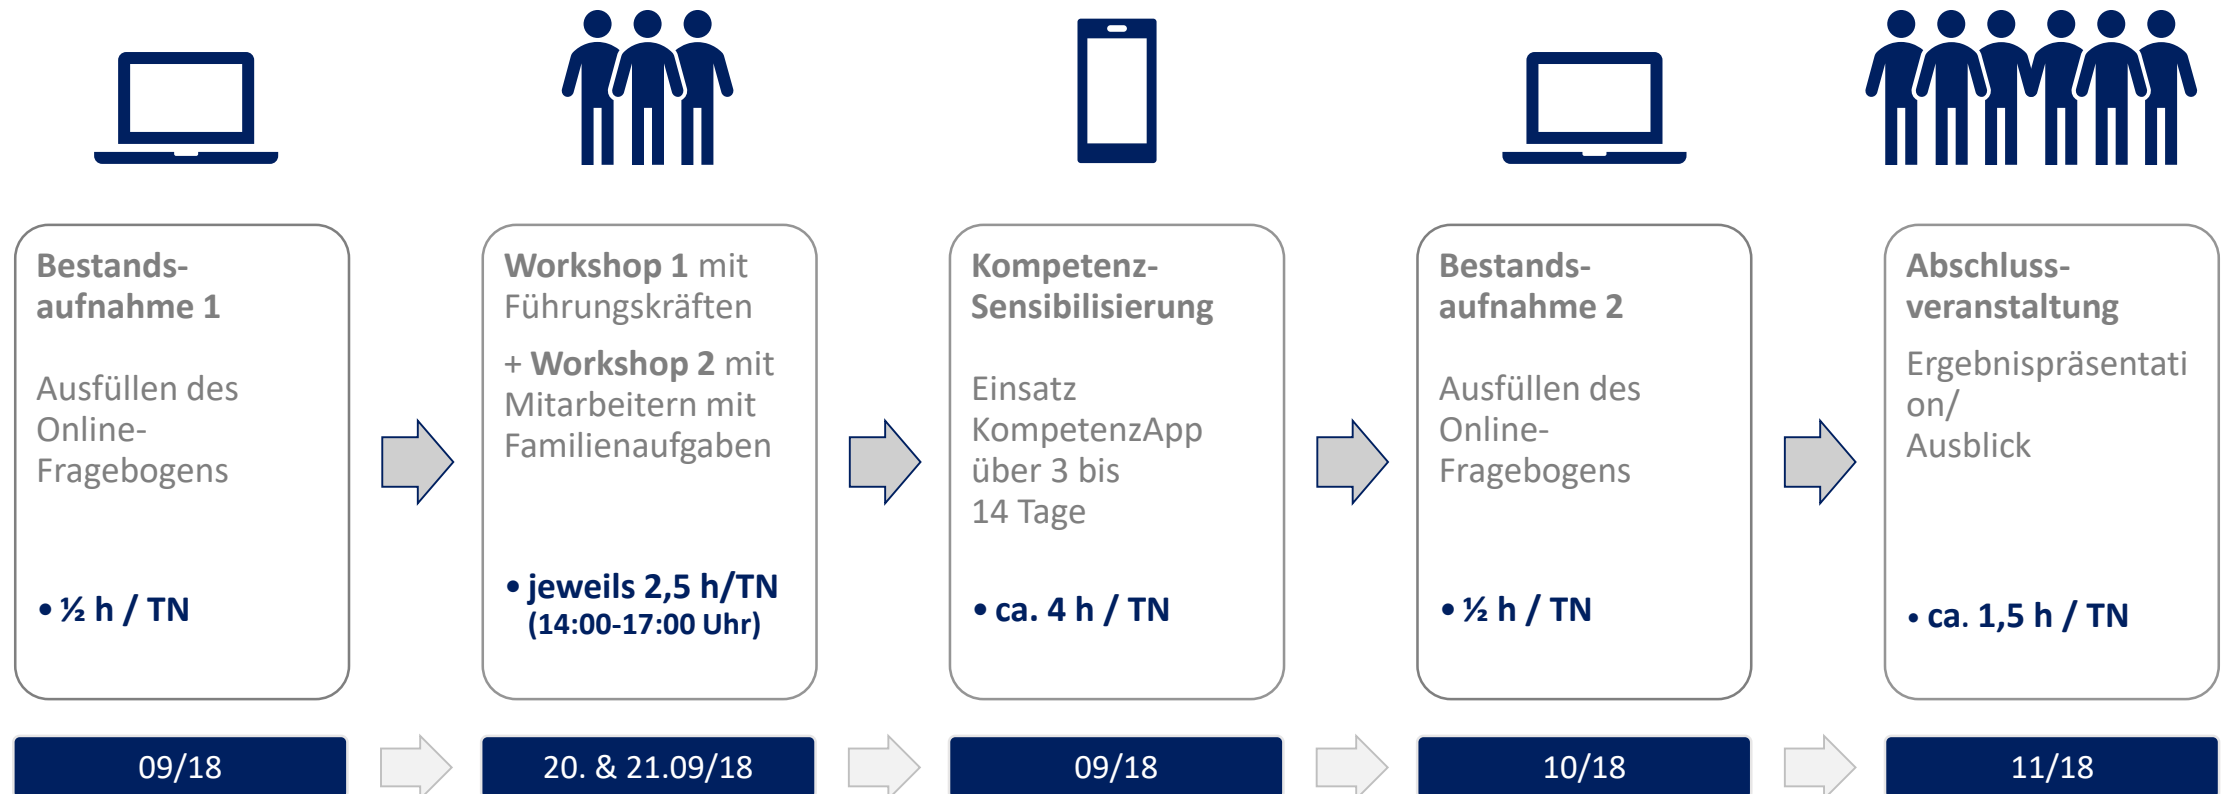 Bestands-
aufnahme 1
Ausfüllen des
Online-
Fragebogens
• ½ h / TN
Workshop 1 mit
Führungskräften
+ Workshop 2 mit
Mitarbeitern mit
Familienaufgaben
• jeweils 2,5 h/TN
(14:00-17:00 Uhr)
Kompetenz-
Sensibilisierung
Einsatz
KompetenzApp
über 3 bis
14 Tage
• ca. 4 h / TN
Bestands-
aufnahme 2
Ausfüllen des
Online-
Fragebogens
• ½ h / TN
Abschluss-
veranstaltung
Ergebnispräsentati
on/
Ausblick
• ca. 1,5 h / TN
09/18
20. & 21.09/18
09/18
10/18
11/18